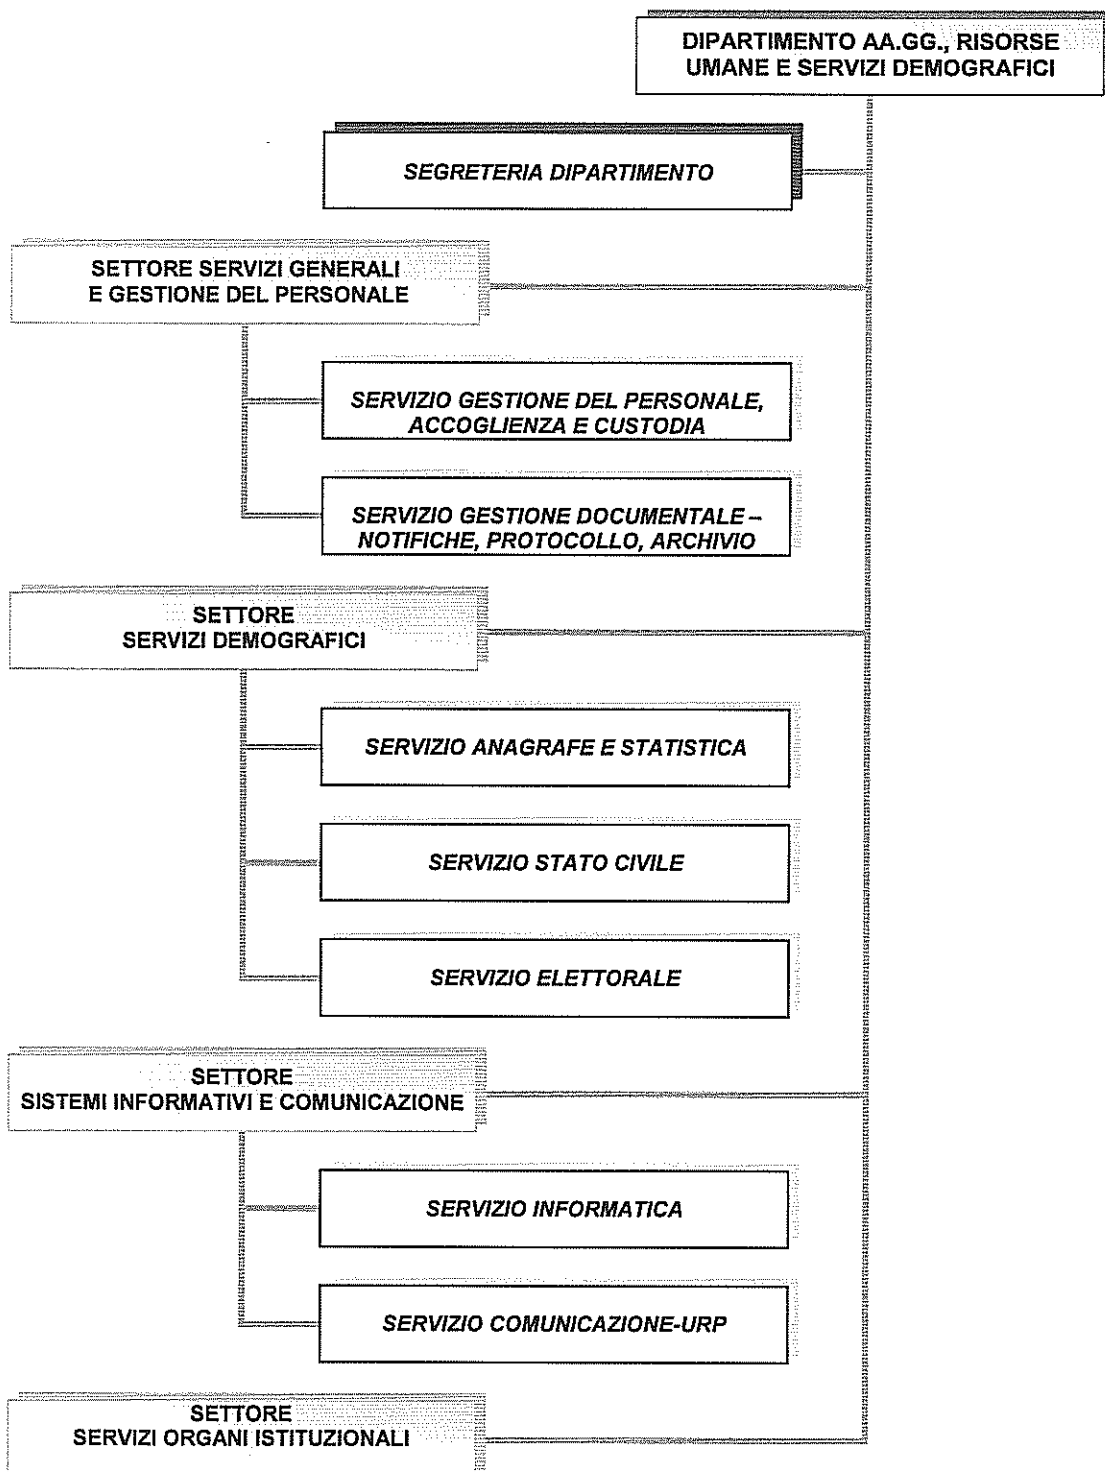 DIPARTIMENTO AA.GG., RISORSE
UMANE E SERVIZI DEMOGRAFICI
SEGRETERIA DIPARTIMENTO
SETTORE SERVIZI GENERALI
E GESTIONE DEL PERSONALE
SERVIZIO GESTIONE DEL PERSONALE,
ACCOGLIENZA E CUSTODIA
SERVIZIO GESTIONE DOCUMENTALE –
NOTIFICHE, PROTOCOLLO, ARCHIVIO
SETTORE
SERVIZI DEMOGRAFICI
SERVIZIO ANAGRAFE E STATISTICA
SERVIZIO STATO CIVILE
SERVIZIO ELETTORALE
SETTORE
SISTEMI INFORMATIVI E COMUNICAZIONE
SERVIZIO INFORMATICA
SERVIZIO COMUNICAZIONE-URP
SETTORE
SERVIZI ORGANI ISTITUZIONALI